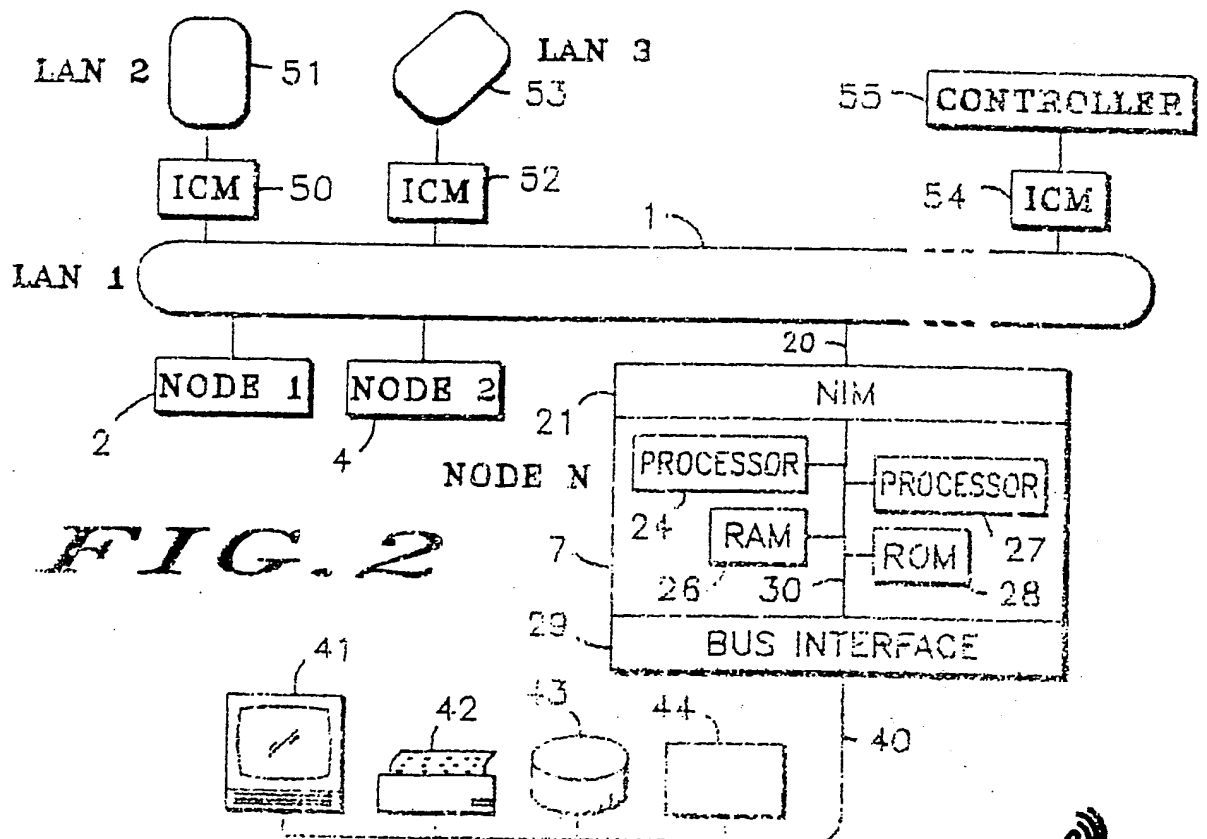 LAN 2
51
LAN 3
53
55
CONTROLLER
ICM
50
ICM
52
54
ICM
1
LAN 1
20
NODE 1
NODE 2
NIM
2
4
21
NODE N
PROCESSOR
PROCESSOR
24
27
RAM
ROM
7
26
30
28
FIG. 2
29
BUS INTERFACE
41
42
43
44
40